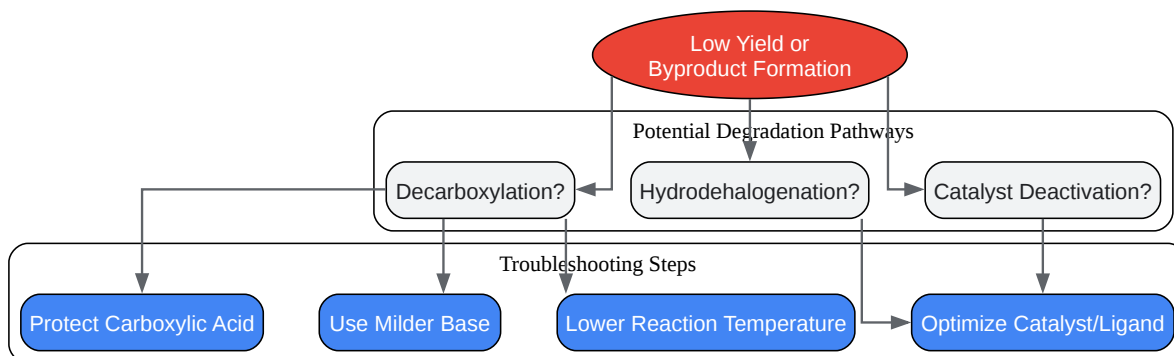 Low Yield or
Byproduct Formation
Potential Degradation Pathways
Decarboxylation?
Hydrodehalogenation?
Catalyst Deactivation?
Troubleshooting Steps
Protect Carboxylic Acid
Use Milder Base
Lower Reaction Temperature
Optimize Catalyst/Ligand